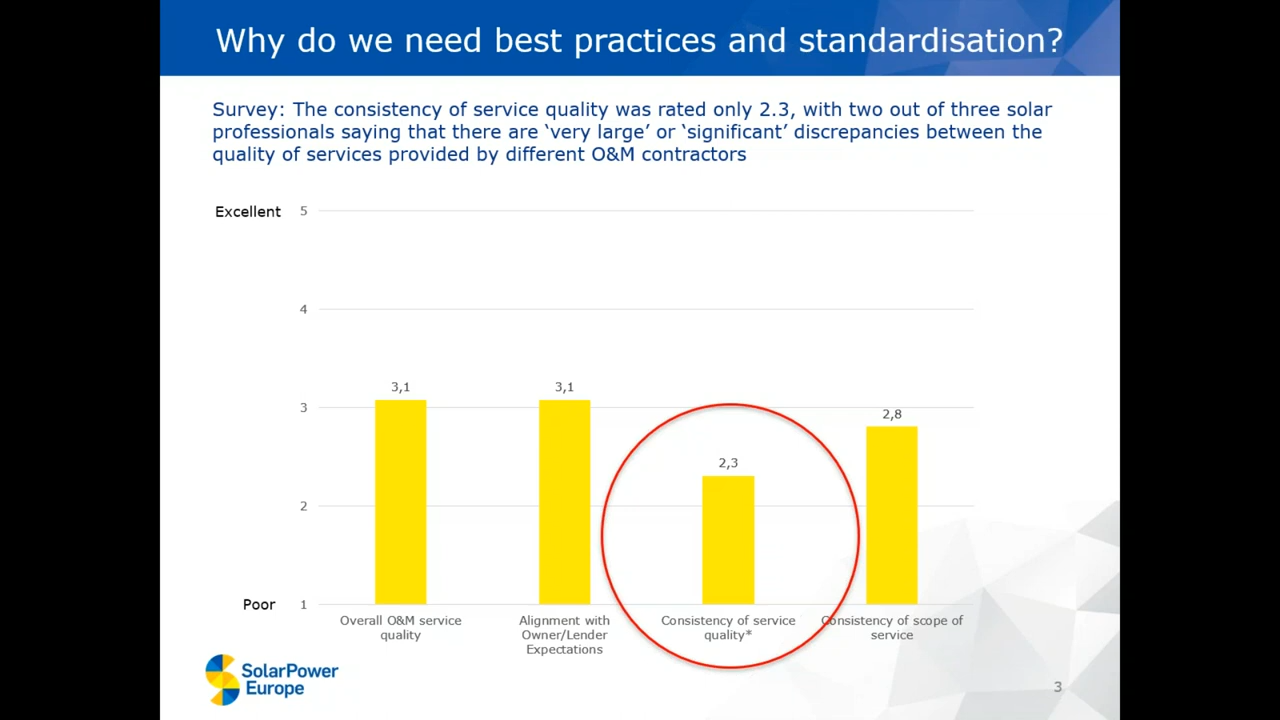 Why do we need best practices and standardisation?
Survey: The consistency of service quality was rated only 2.3, with two out of three solar
professionals saying that there are ‘very large’ or ‘significant’ discrepancies between the
quality of services provided by different O&M contractors
Excellent
5
4
3
2
Poor
1
3,1
3,1
2,3
2,8
Overall O&M service
quality
Alignment with
Owner/Lender
Expectations
Consistency of service
quality*
Consistency of scope of
service
SolarPower
Europe
3